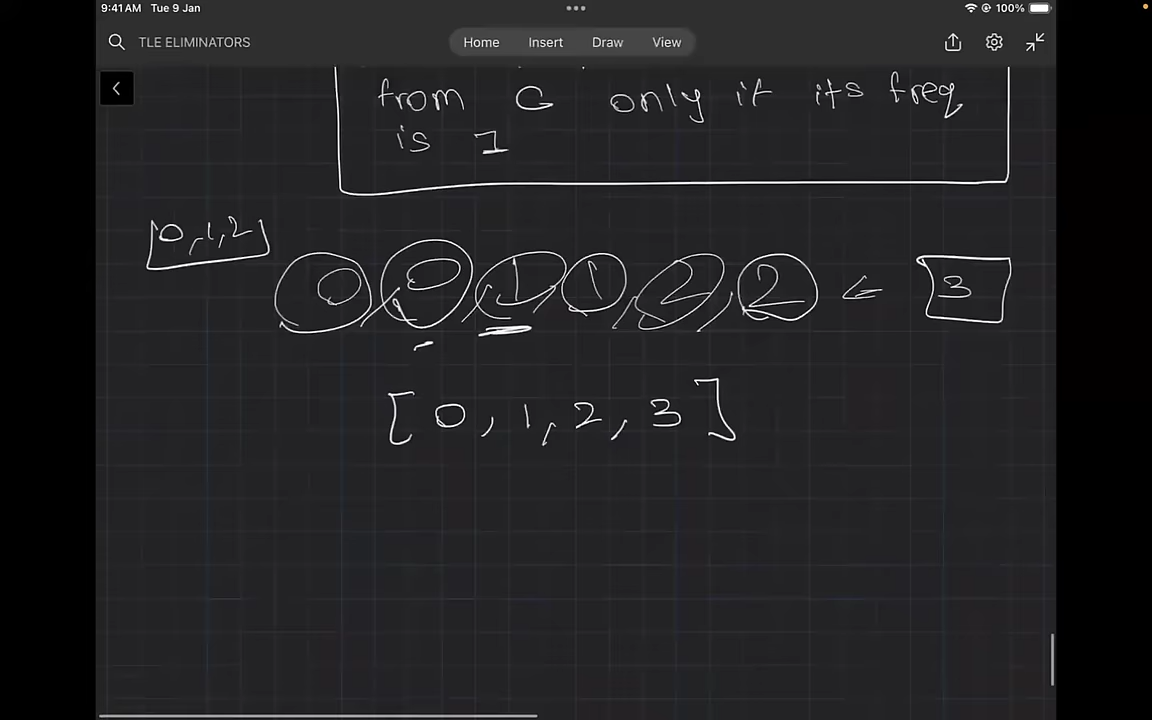 9:41 AM Tue 9 Jan
100%
TLE ELIMINATORS
Home Insert Draw View
from G only if its freq
is 1
[0,1,2]
0, 0, 1, 1, 2, 2 ← 3
[0, 1, 2, 3]